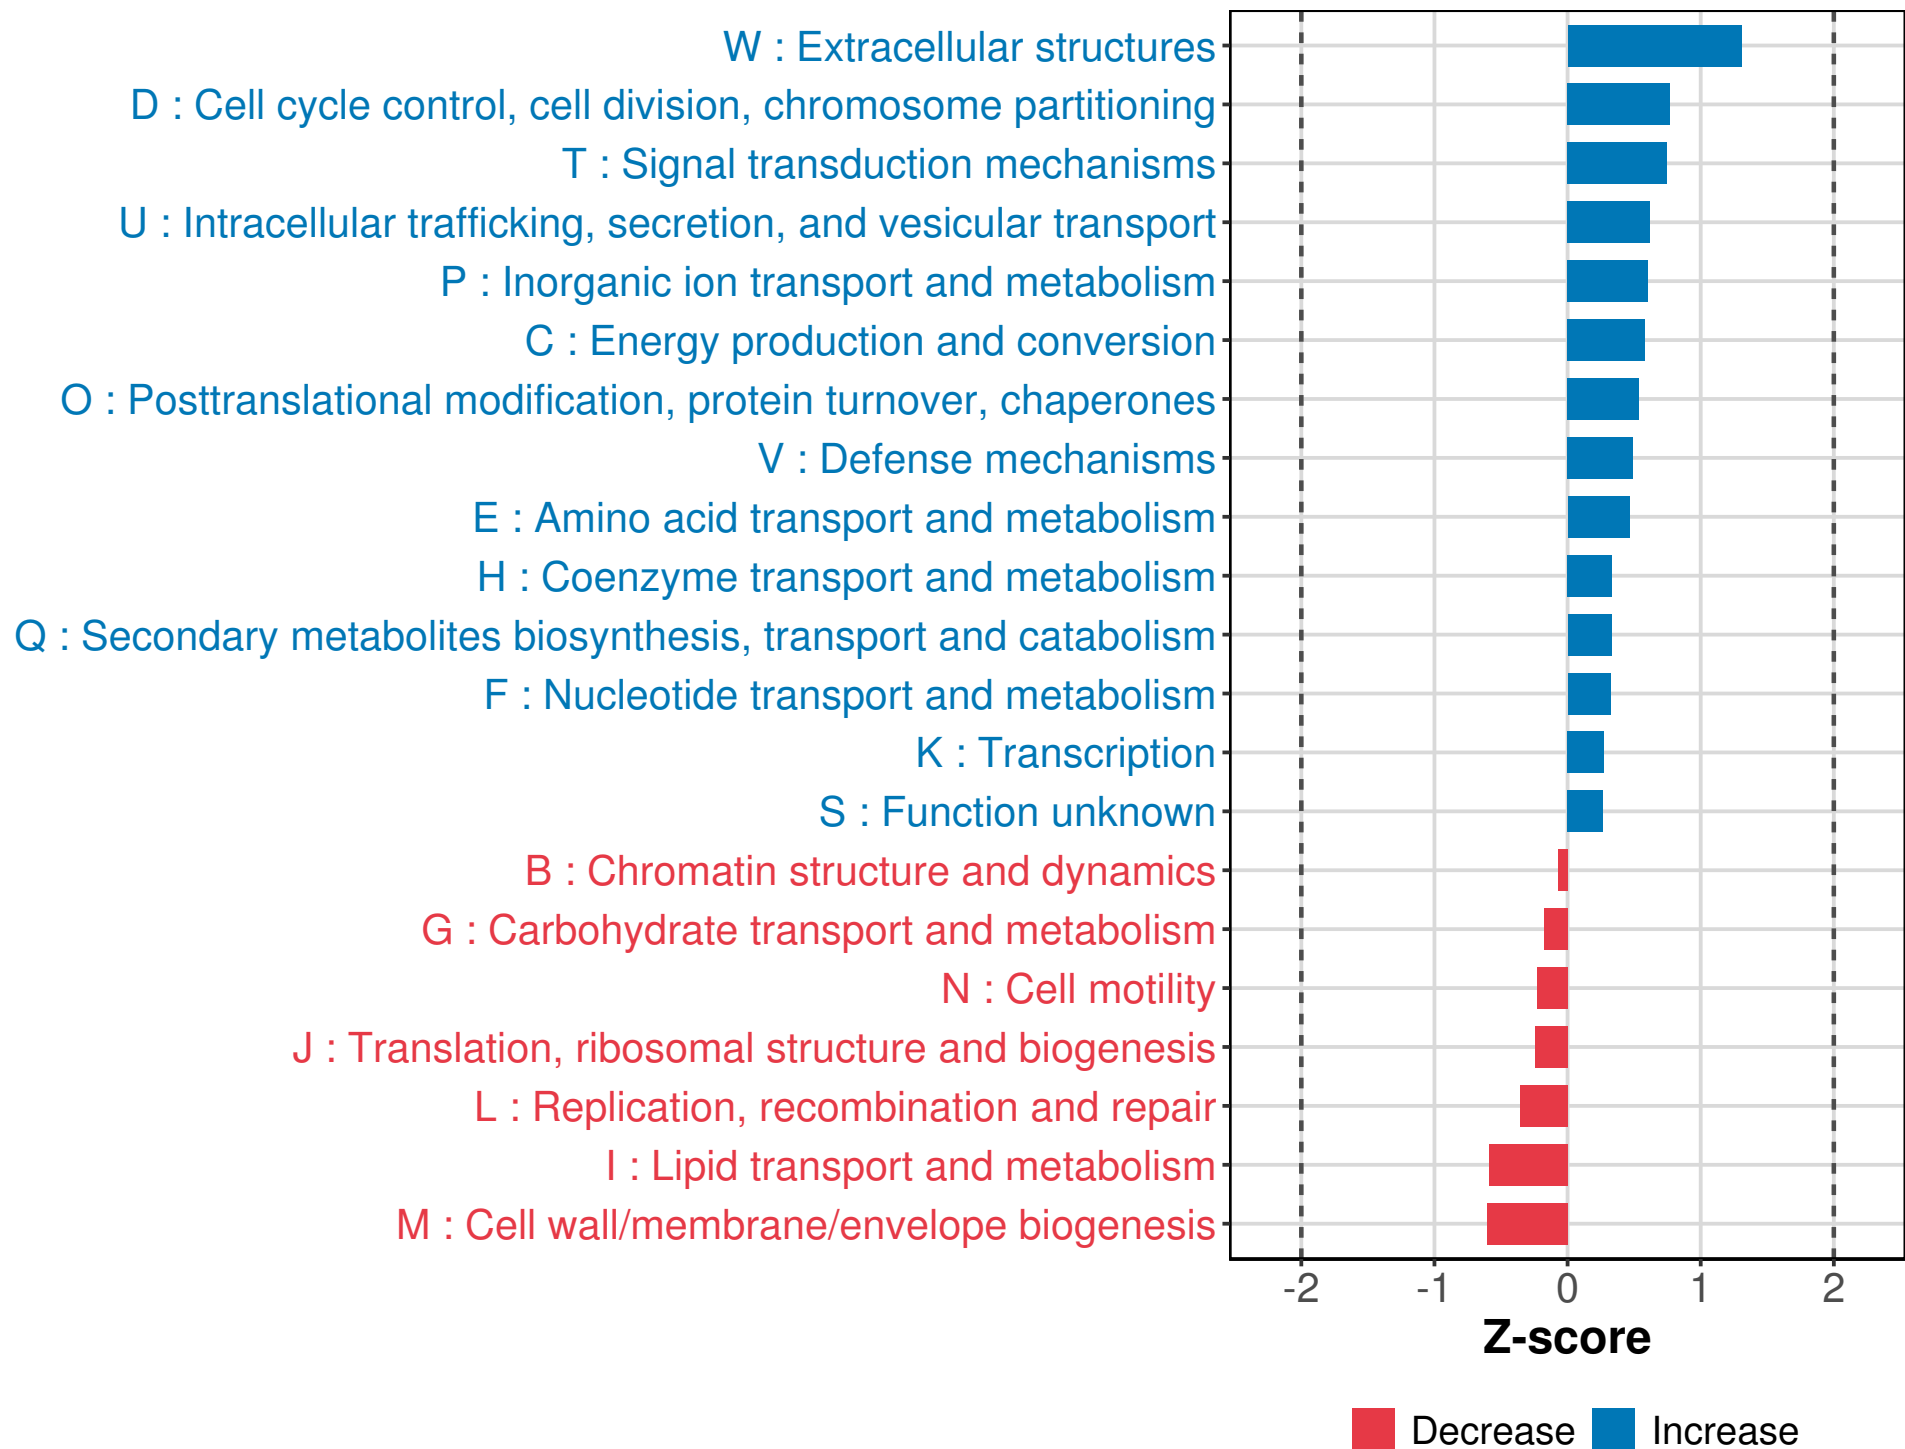 W : Extracellular structures
D : Cell cycle control, cell division, chromosome partitioning
T : Signal transduction mechanisms
U : Intracellular trafficking, secretion, and vesicular transport
P : Inorganic ion transport and metabolism
C : Energy production and conversion
O : Posttranslational modification, protein turnover, chaperones
V : Defense mechanisms
E : Amino acid transport and metabolism
H : Coenzyme transport and metabolism
Q : Secondary metabolites biosynthesis, transport and catabolism
F : Nucleotide transport and metabolism
K : Transcription
S : Function unknown
B : Chromatin structure and dynamics
G : Carbohydrate transport and metabolism
N : Cell motility
J : Translation, ribosomal structure and biogenesis
L : Replication, recombination and repair
I : Lipid transport and metabolism
M : Cell wall/membrane/envelope biogenesis
-2 -1 0 1 2
Z-score
Decrease Increase